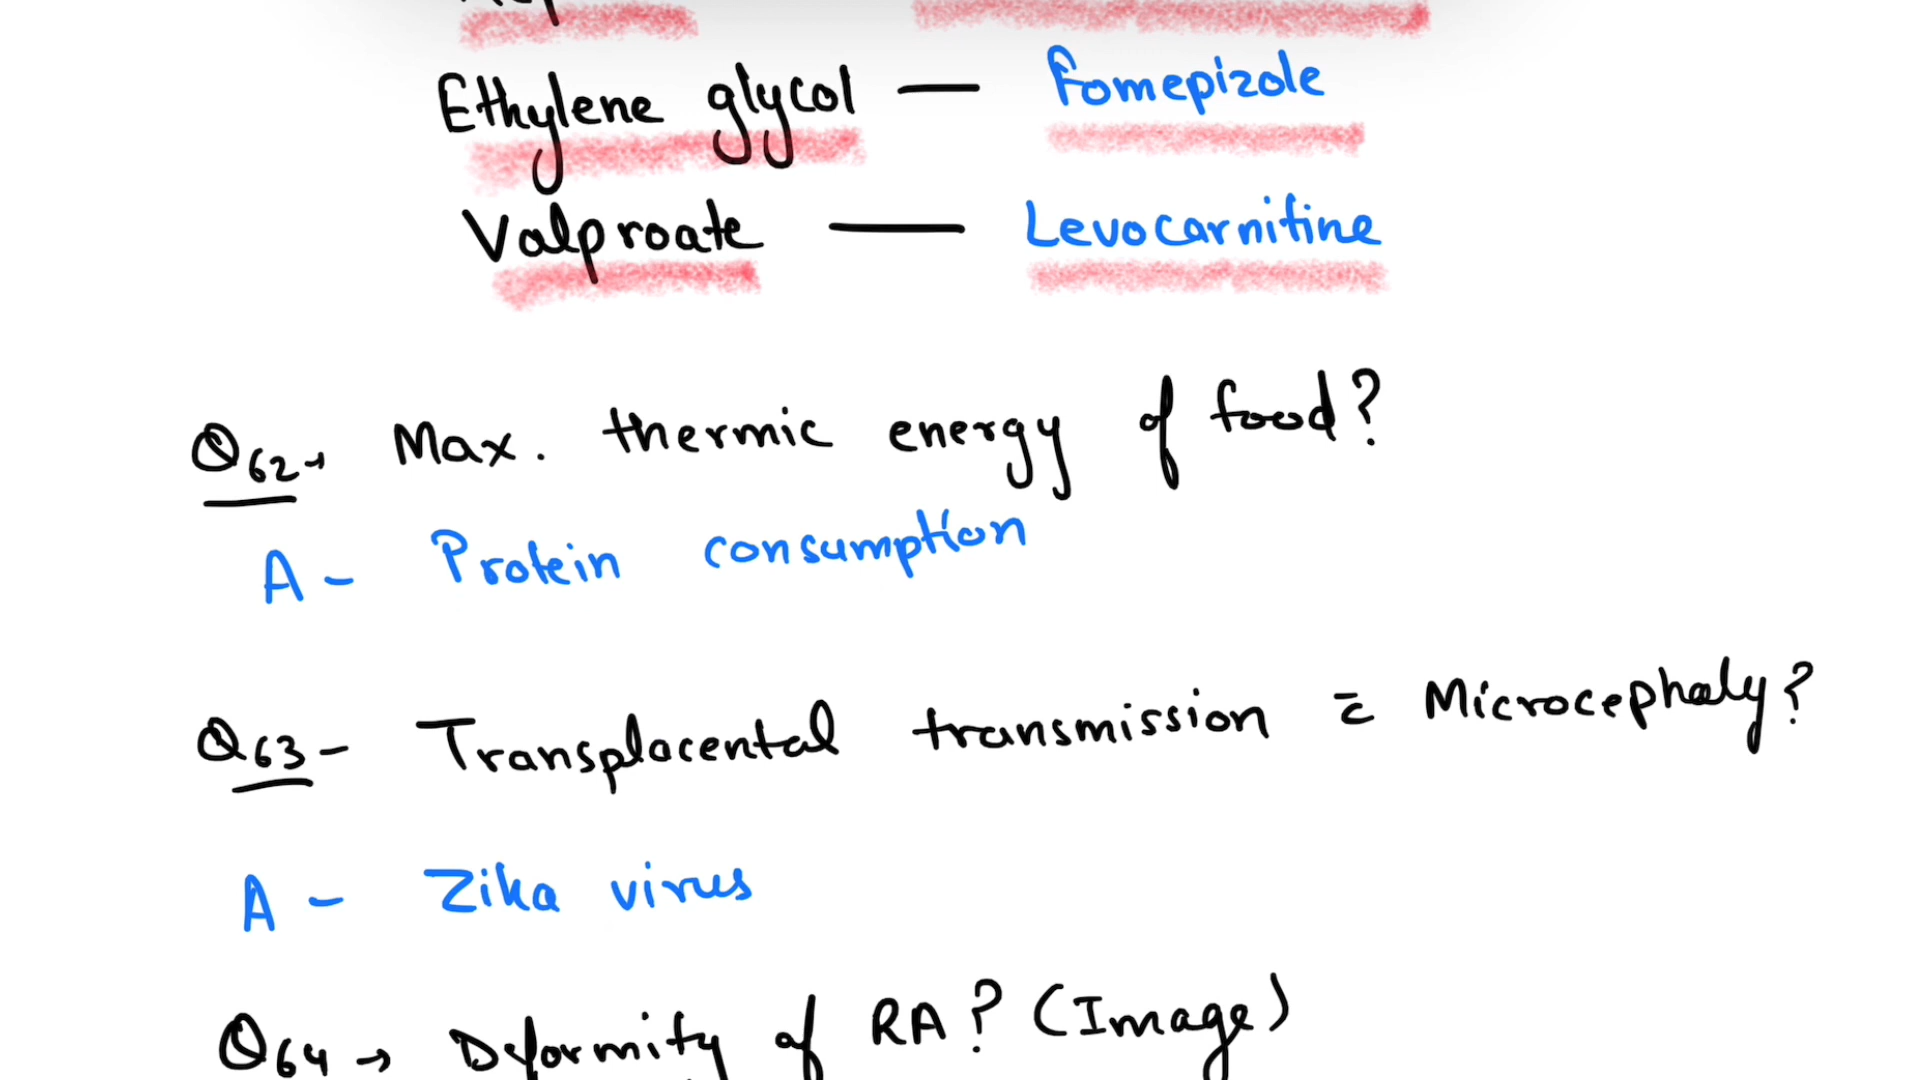 Ethylene glycol — fomepizole
Valproate — Levocarnitine
Q62→ Max. thermic energy of food?
A - Protein consumption
Q63 - Transplacental transmission c̄ Microcephaly?
A - Zika virus
Q64 → Deformity of RA? (Image)